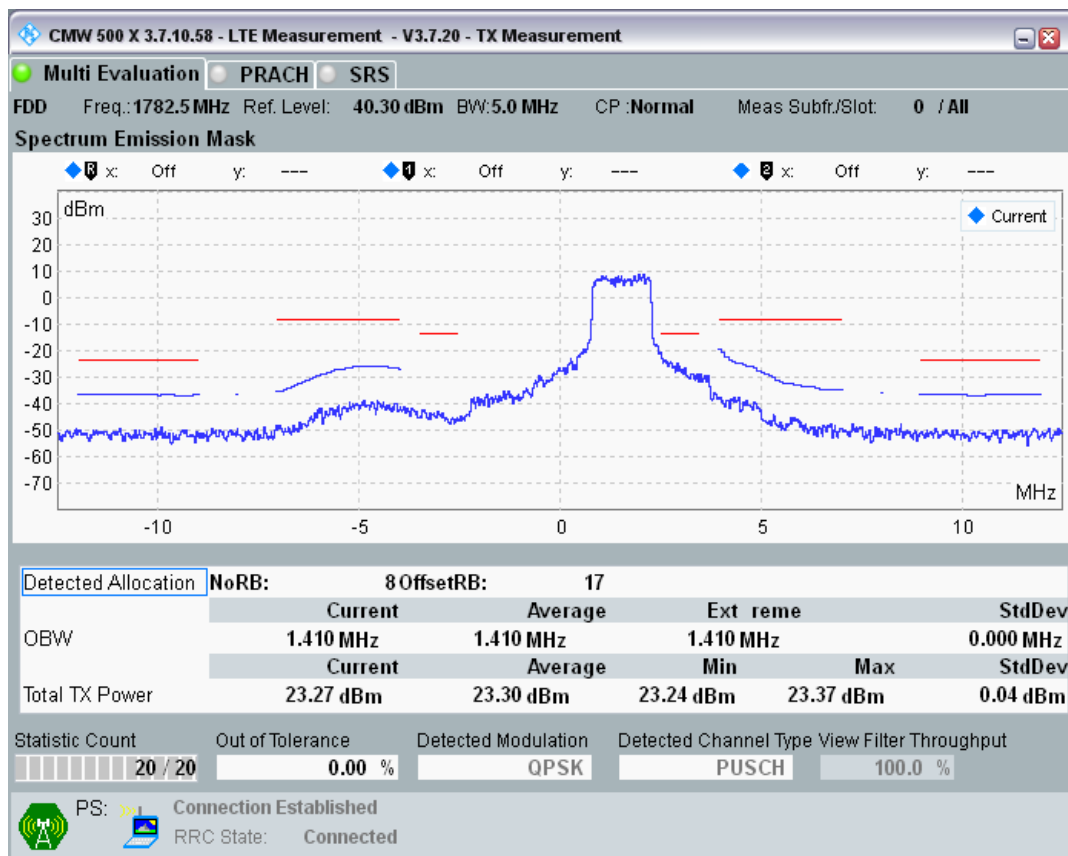 CMW 500 X 3.7.10.58 - LTE Measurement - V3.7.20 - TX Measurement
Multi Evaluation PRACH SRS
FDD Freq.:1782.5 MHz Ref. Level: 40.30 dBm BW:5.0 MHz CP :Normal Meas Subfr./Slot: 0 / All
Spectrum Emission Mask
R x: Off y: --- 1 x: Off y: --- 2 x: Off y: ---
dBm
Current
30
20
10
0
-10
-20
-30
-40
-50
-60
-70
MHz
-10 -5 0 5 10
Detected Allocation NoRB: 8 OffsetRB: 17
Current Average Ext reme StdDev
OBW 1.410 MHz 1.410 MHz 1.410 MHz 0.000 MHz
Current Average Min Max StdDev
Total TX Power 23.27 dBm 23.30 dBm 23.24 dBm 23.37 dBm 0.04 dBm
Statistic Count Out of Tolerance Detected Modulation Detected Channel Type View Filter Throughput
20 / 20 0.00 % QPSK PUSCH 100.0 %
PS: Connection Established
RRC State: Connected